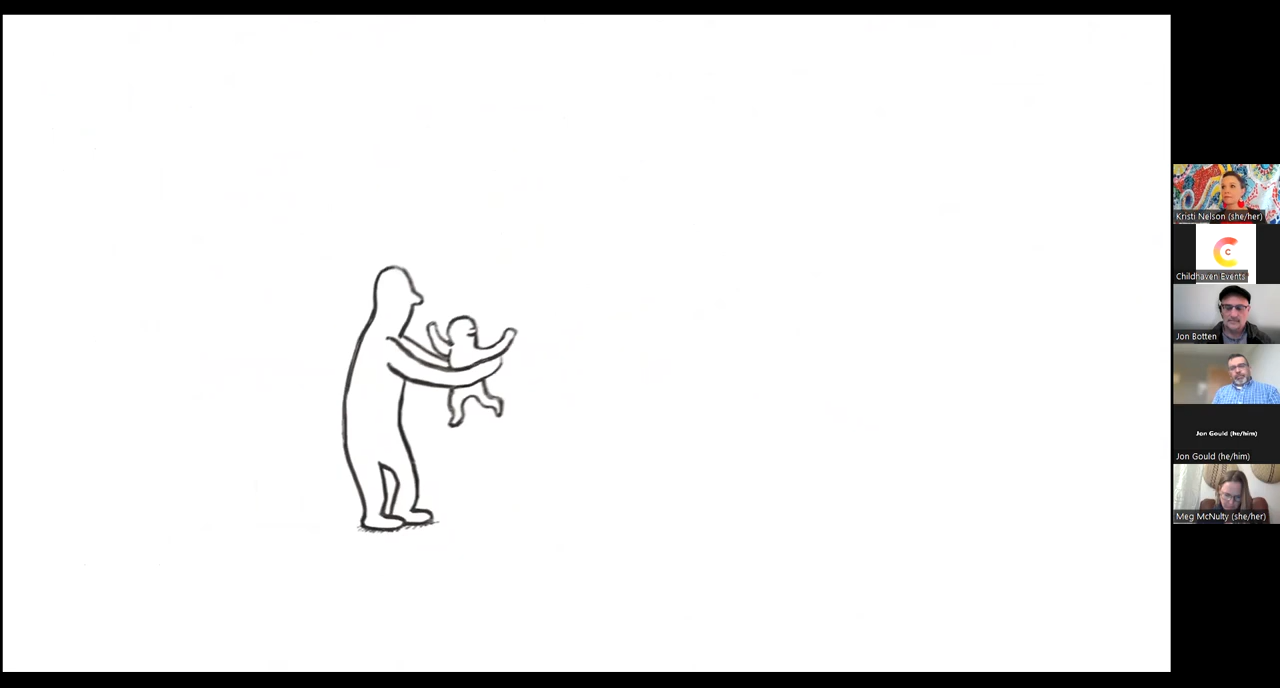 Kristi Nelson (she/her)
C
Childhaven Events
Jon Botten
Jon Gould (he/him)
Jon Gould (he/him)
Meg McNulty (she/her)